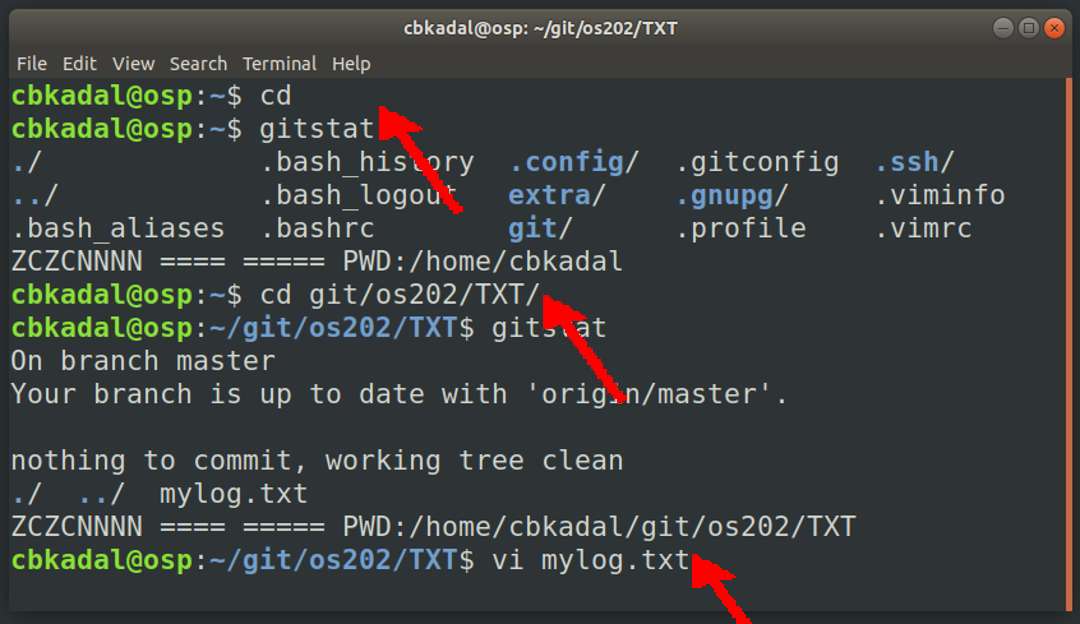 cbkadal@osp: ~/git/os202/TXT
File Edit View Search Terminal Help
cbkadal@osp:~$ cd
cbkadal@osp:~$ gitstat
./ .bash_history .config/ .gitconfig .ssh/
../ .bash_logout extra/ .gnupg/ .viminfo
.bash_aliases .bashrc git/ .profile .vimrc
ZCZCNNNN ==== ===== PWD:/home/cbkadal
cbkadal@osp:~$ cd git/os202/TXT/
cbkadal@osp:~/git/os202/TXT$ gitstat
On branch master
Your branch is up to date with 'origin/master'.
nothing to commit, working tree clean
./ ../ mylog.txt
ZCZCNNNN ==== ===== PWD:/home/cbkadal/git/os202/TXT
cbkadal@osp:~/git/os202/TXT$ vi mylog.txt